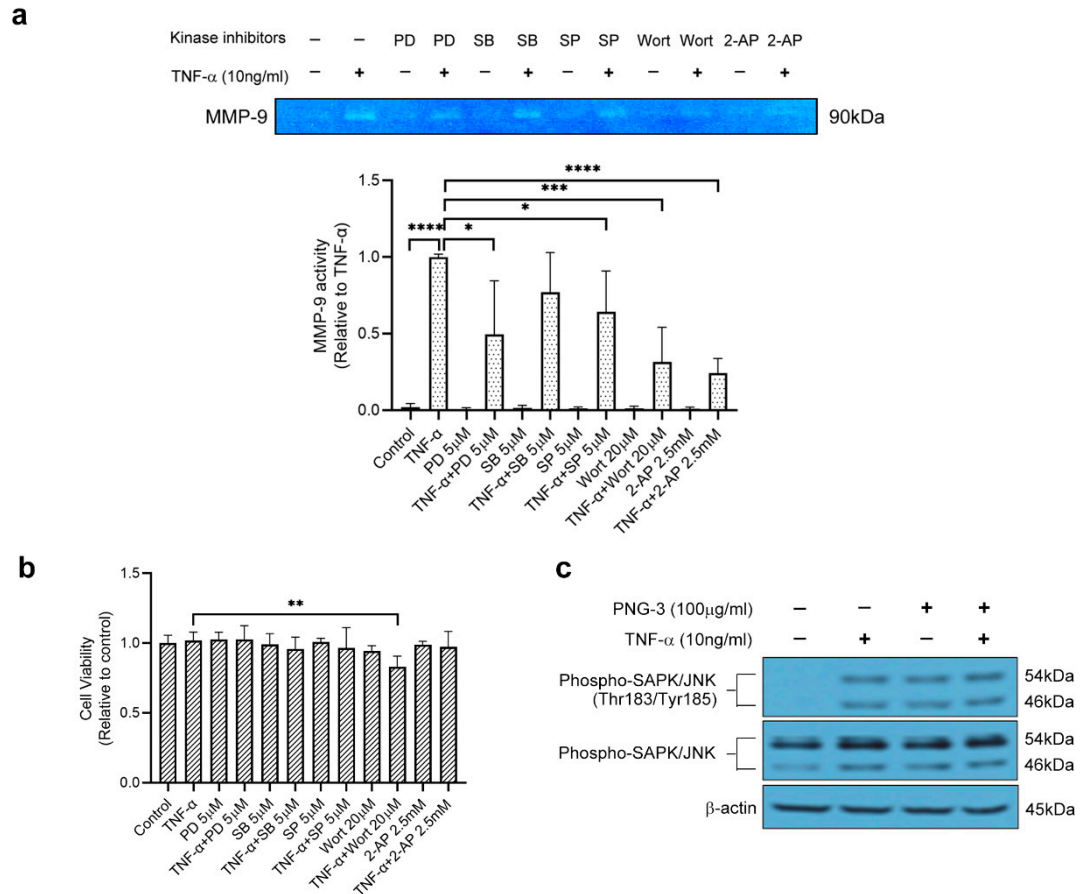 a
Kinase inhibitors – – PD PD SB SB SP SP Wort Wort 2-AP 2-AP
TNF-α (10ng/ml) – + – + – + – + – + – +
MMP-9 90kDa
****
***
*
**** *
MMP-9 activity
(Relative to TNF-α)
1.5
1.0
0.5
0.0
Control
TNF-α
PD 5μM
TNF-α+PD 5μM
SB 5μM
TNF-α+SB 5μM
SP 5μM
TNF-α+SP 5μM
Wort 20μM
TNF-α+Wort 20μM
2-AP 2.5mM
TNF-α+2-AP 2.5mM
b
Cell Viability
(Relative to control)
1.5
1.0
0.5
0.0
**
Control
TNF-α
PD 5μM
TNF-α+PD 5μM
SB 5μM
TNF-α+SB 5μM
SP 5μM
TNF-α+SP 5μM
Wort 20μM
TNF-α+Wort 20μM
2-AP 2.5mM
TNF-α+2-AP 2.5mM
c
PNG-3 (100μg/ml) – – + +
TNF-α (10ng/ml) – + – +
Phospho-SAPK/JNK
(Thr183/Tyr185)
54kDa
46kDa
Phospho-SAPK/JNK
54kDa
46kDa
β-actin 45kDa